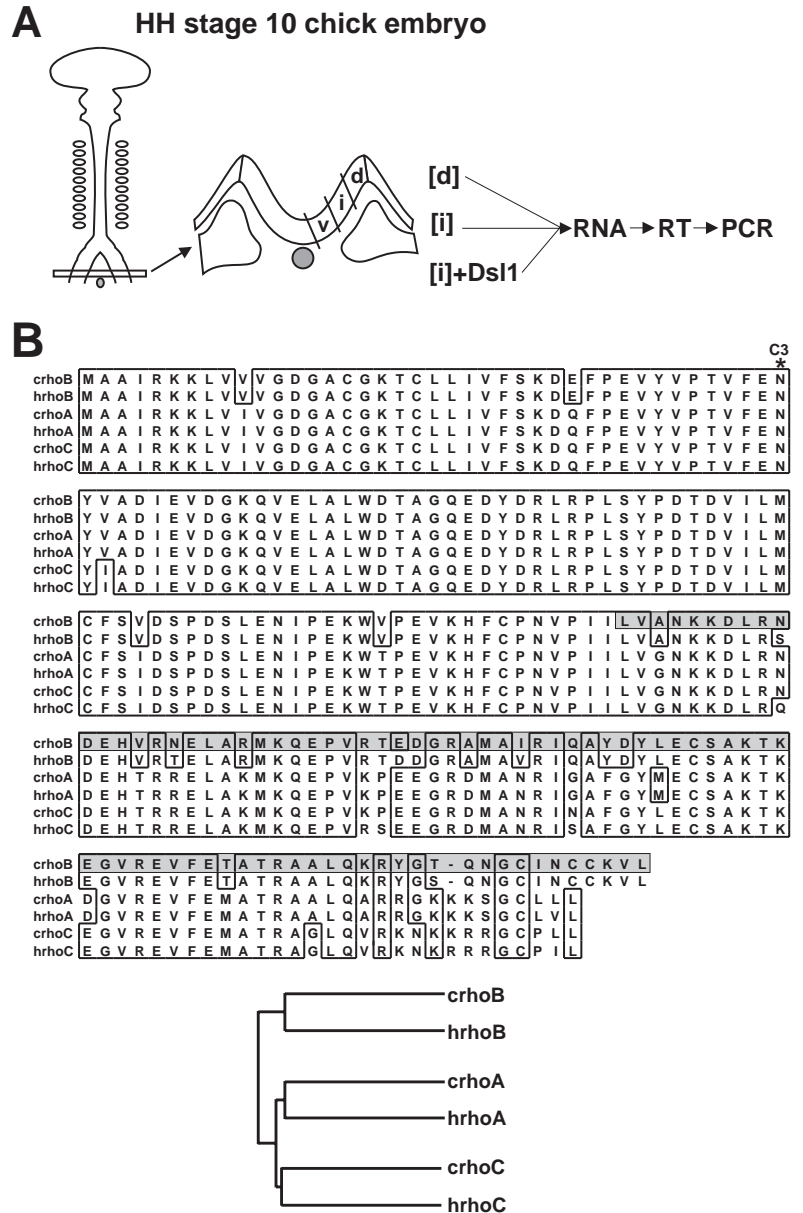 A
HH stage 10 chick embryo
d
i
v
[d]
[i]
[i]+Dsl1
RNA
RT
PCR
B
C3
*
crhoB M A A I R K K L V V V G D G A C G K T C L L I V F S K D E F P E V Y V P T V F E N
hrhoB M A A I R K K L V V V G D G A C G K T C L L I V F S K D E F P E V Y V P T V F E N
crhoA M A A I R K K L V I V G D G A C G K T C L L I V F S K D Q F P E V Y V P T V F E N
hrhoA M A A I R K K L V I V G D G A C G K T C L L I V F S K D Q F P E V Y V P T V F E N
crhoC M A A I R K K L V I V G D G A C G K T C L L I V F S K D Q F P E V Y V P T V F E N
hrhoC M A A I R K K L V I V G D G A C G K T C L L I V F S K D Q F P E V Y V P T V F E N
crhoB Y V A D I E V D G K Q V E L A L W D T A G Q E D Y D R L R P L S Y P D T D V I L M
hrhoB Y V A D I E V D G K Q V E L A L W D T A G Q E D Y D R L R P L S Y P D T D V I L M
crhoA Y V A D I E V D G K Q V E L A L W D T A G Q E D Y D R L R P L S Y P D T D V I L M
hrhoA Y V A D I E V D G K Q V E L A L W D T A G Q E D Y D R L R P L S Y P D T D V I L M
crhoC Y I A D I E V D G K Q V E L A L W D T A G Q E D Y D R L R P L S Y P D T D V I L M
hrhoC Y I A D I E V D G K Q V E L A L W D T A G Q E D Y D R L R P L S Y P D T D V I L M
crhoB C F S V D S P D S L E N I P E K W V P E V K H F C P N V P I I L V A N K K D L R N
hrhoB C F S V D S P D S L E N I P E K W V P E V K H F C P N V P I I L V A N K K D L R S
crhoA C F S I D S P D S L E N I P E K W T P E V K H F C P N V P I I L V G N K K D L R N
hrhoA C F S I D S P D S L E N I P E K W T P E V K H F C P N V P I I L V G N K K D L R N
crhoC C F S I D S P D S L E N I P E K W T P E V K H F C P N V P I I L V G N K K D L R N
hrhoC C F S I D S P D S L E N I P E K W T P E V K H F C P N V P I I L V G N K K D L R Q
crhoB D E H V R N E L A R M K Q E P V R T E D G R A M A I R I Q A Y D Y L E C S A K T K
hrhoB D E H V R T E L A R M K Q E P V R T D D G R A M A V R I Q A Y D Y L E C S A K T K
crhoA D E H T R R E L A K M K Q E P V K P E E G R D M A N R I G A F G Y M E C S A K T K
hrhoA D E H T R R E L A K M K Q E P V K P E E G R D M A N R I G A F G Y M E C S A K T K
crhoC D E H T R R E L A K M K Q E P V K P E E G R D M A N R I N A F G Y L E C S A K T K
hrhoC D E H T R R E L A K M K Q E P V R S E E G R D M A N R I S A F G Y L E C S A K T K
crhoB E G V R E V F E T A T R A A L Q K R Y G T - Q N G C I N C C K V L
hrhoB E G V R E V F E T A T R A A L Q K R Y G S - Q N G C I N C C K V L
crhoA D G V R E V F E M A T R A A L Q A R R G K K K S G C L L L
hrhoA D G V R E V F E M A T R A A L Q A R R G K K K S G C L V L
crhoC E G V R E V F E M A T R A G L Q V R K N K R R R G C P L L
hrhoC E G V R E V F E M A T R A G L Q V R K N K R R R G C P I L
crhoB
hrhoB
crhoA
hrhoA
crhoC
hrhoC